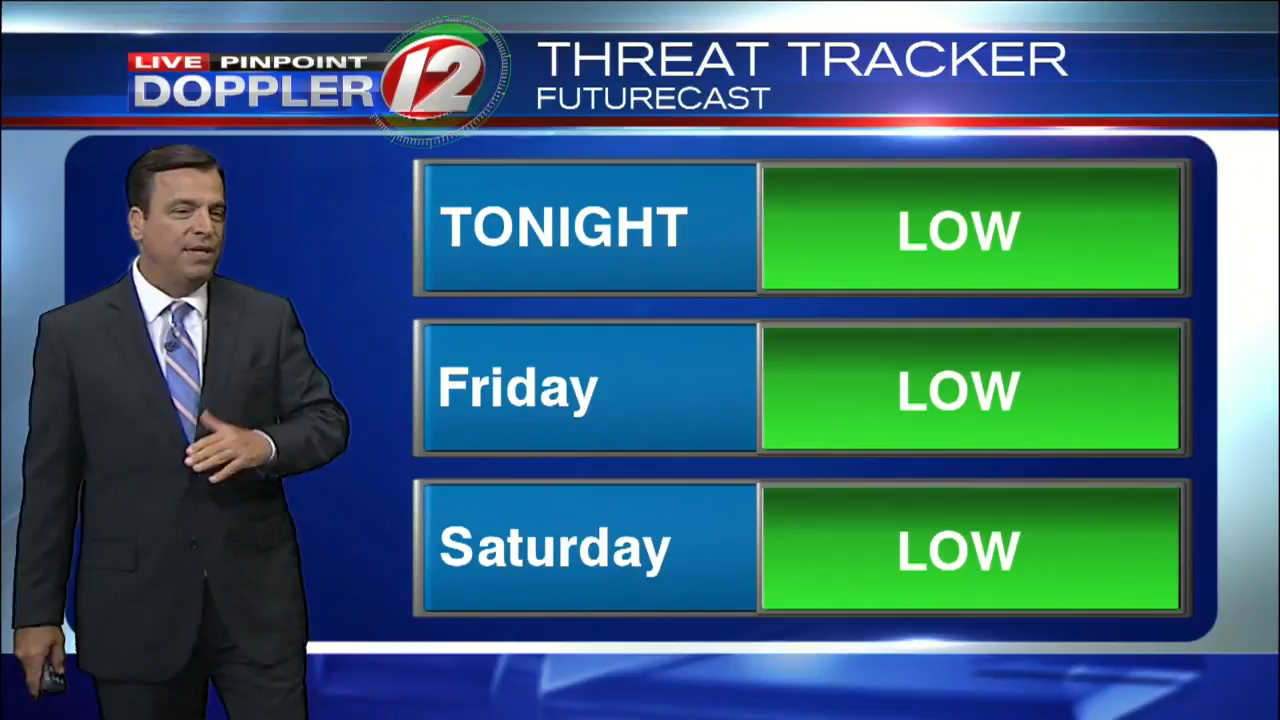 LIVE PINPOINT
DOPPLER 12
THREAT TRACKER
FUTURECAST
TONIGHT LOW
Friday LOW
Saturday LOW